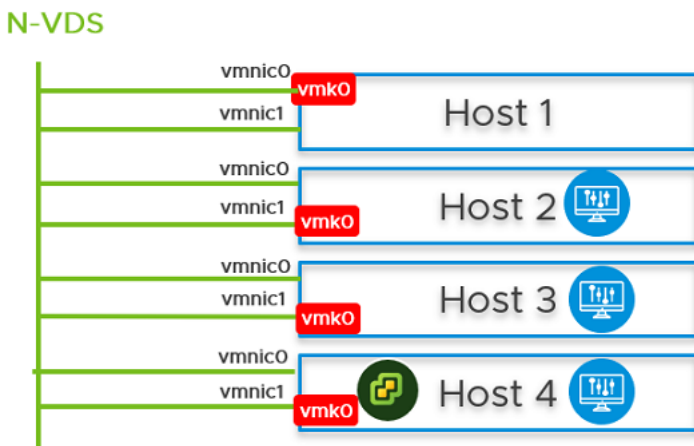 N-VDS
vmnic0
vmk0
vmnic1
Host 1
vmnic0
vmnic1
vmk0
Host 2
vmnic0
vmnic1
vmk0
Host 3
vmnic0
vmnic1
vmk0
Host 4